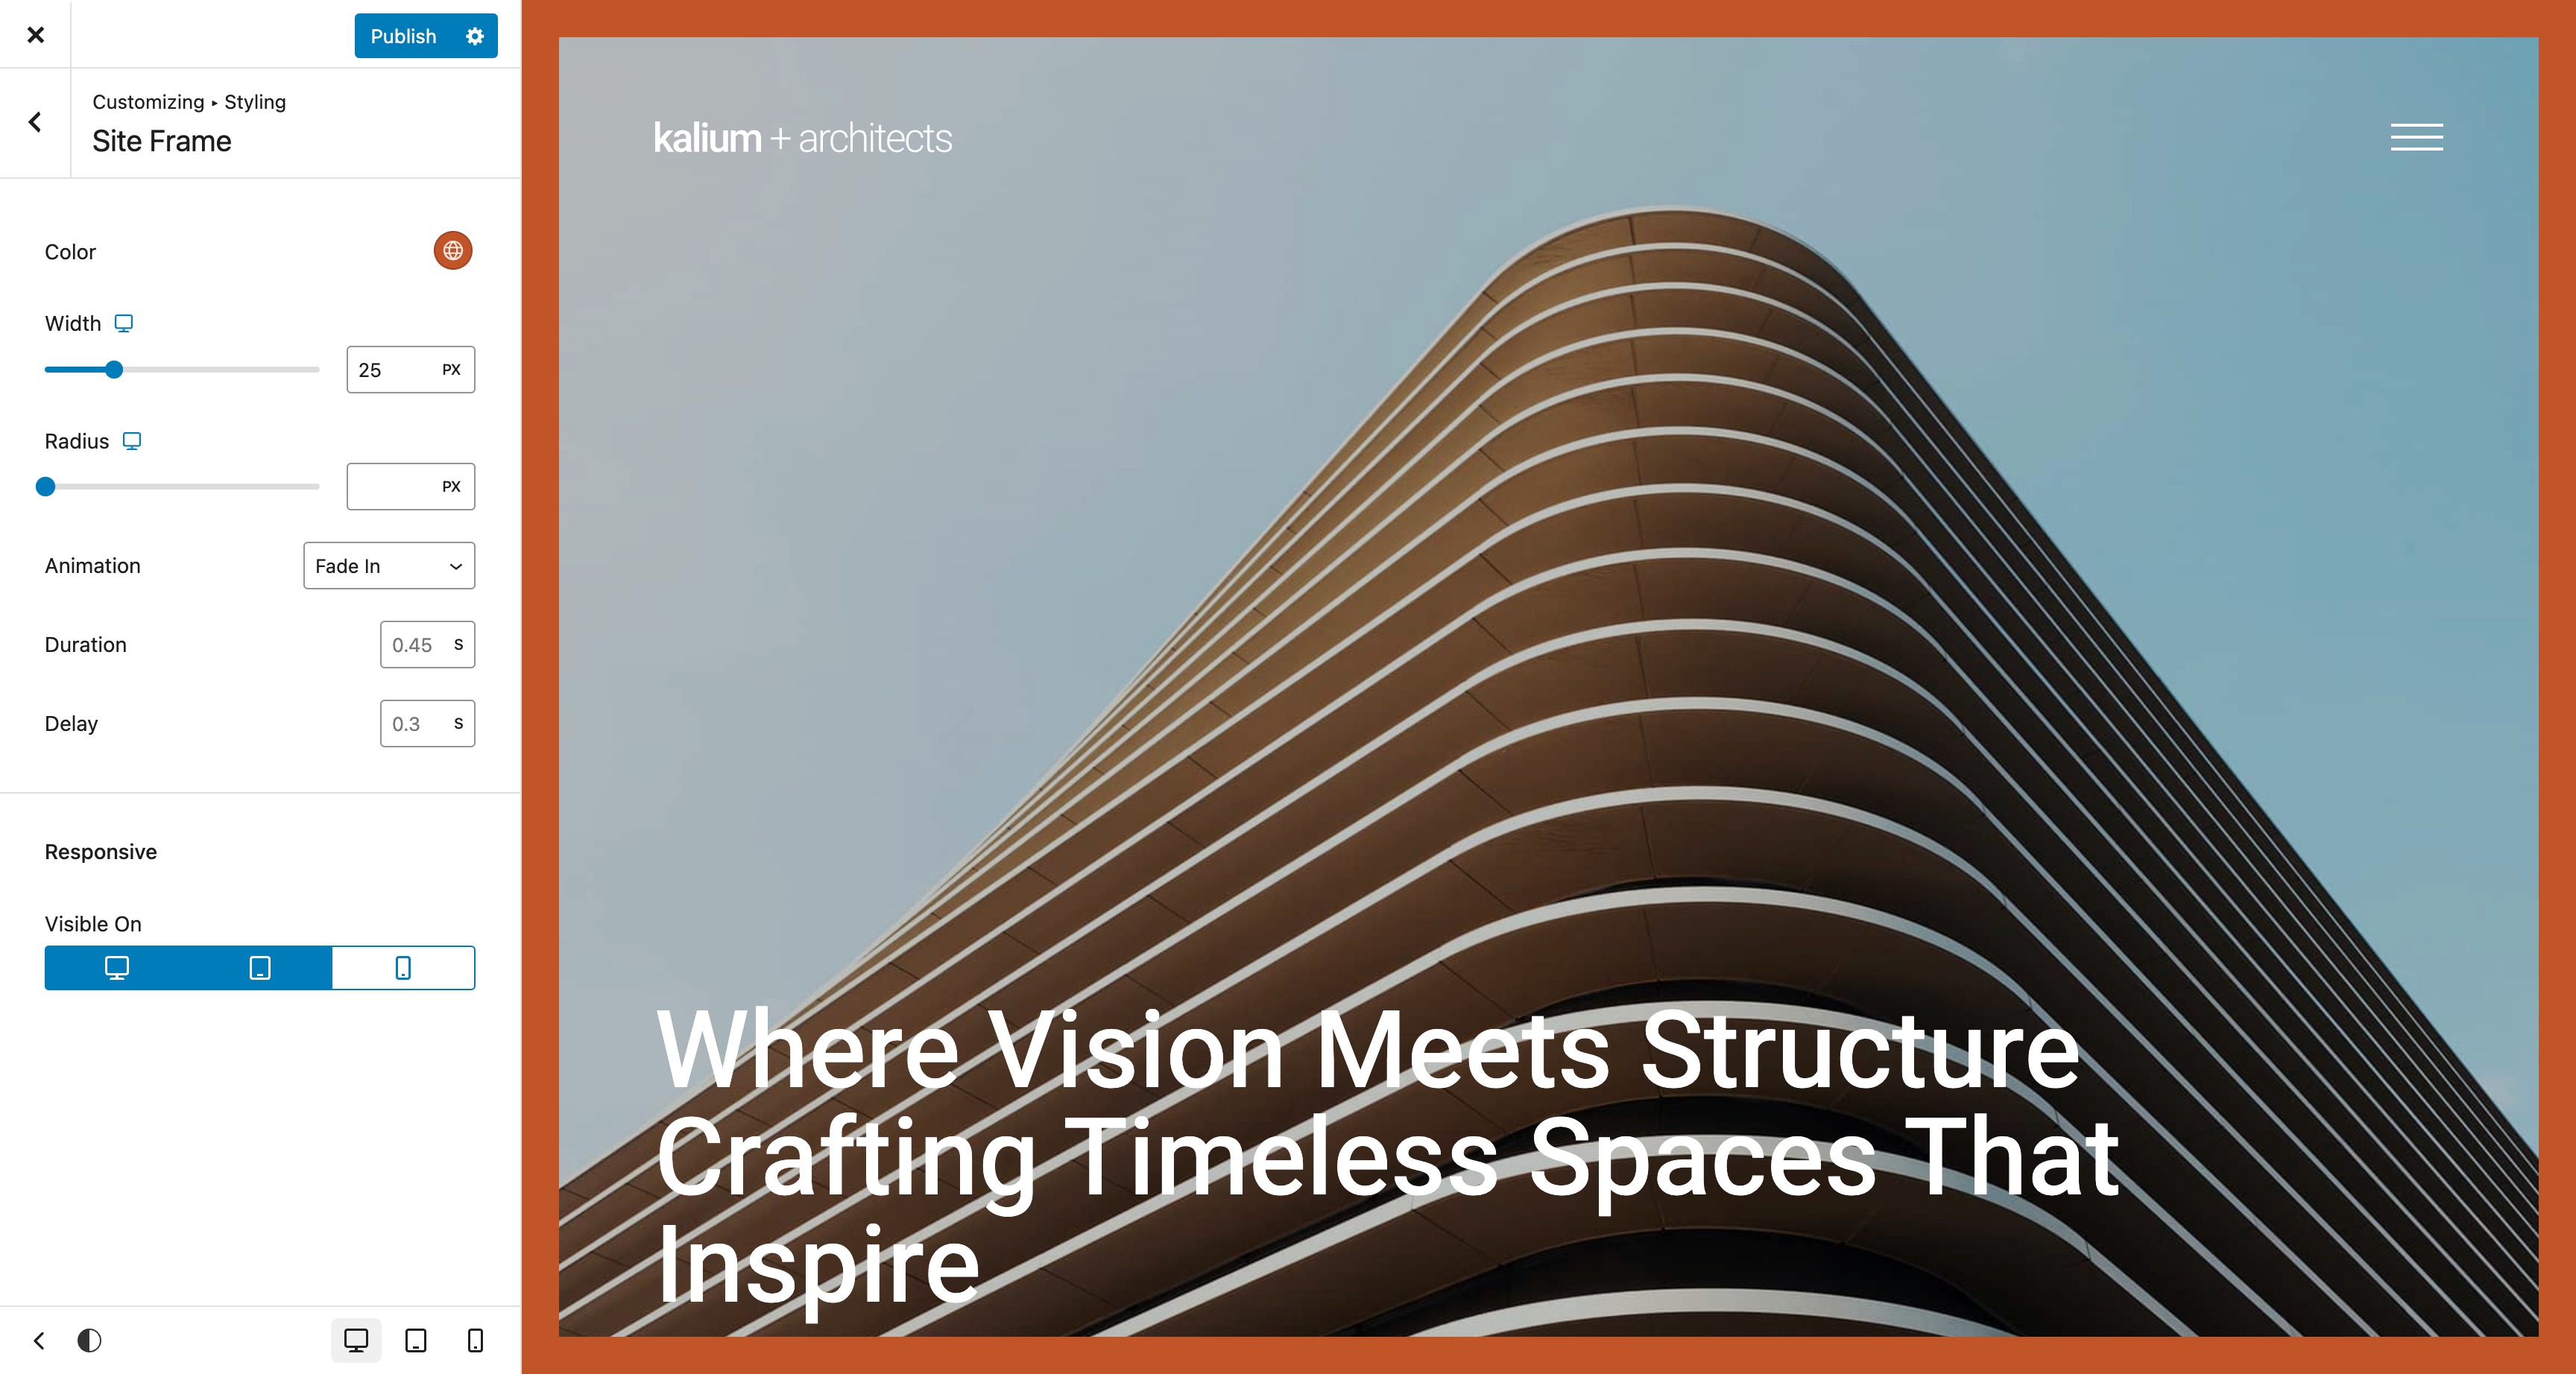 Publish
Customizing ▸ Styling
Site Frame
Color
Width
25 PX
Radius
PX
Animation
Fade In
Duration
0.45 S
Delay
0.3 S
Responsive
Visible On
kalium + architects
Where Vision Meets Structure
Crafting Timeless Spaces That
Inspire